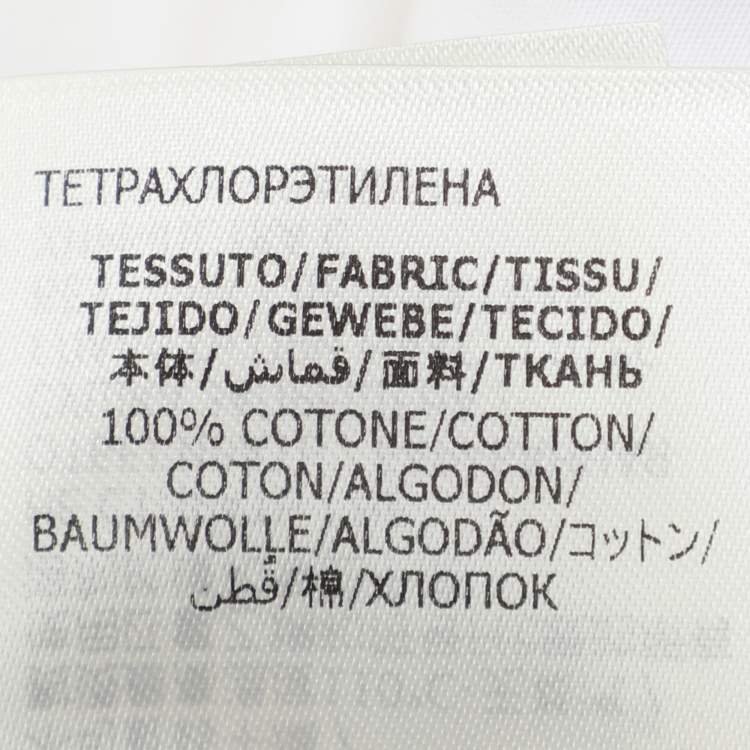 ТЕТРАХЛОРЭТИЛЕНА
TESSUTO/FABRIC/TISSU/
TEJIDO/GEWEBE/TECIDO/
本体/قماش/面料/ТКАНЬ
100% COTONE/COTTON/
COTON/ALGODON/
BAUMWOLLE/ALGODÃO/コットン/
قُطن/棉/ХЛОПОК